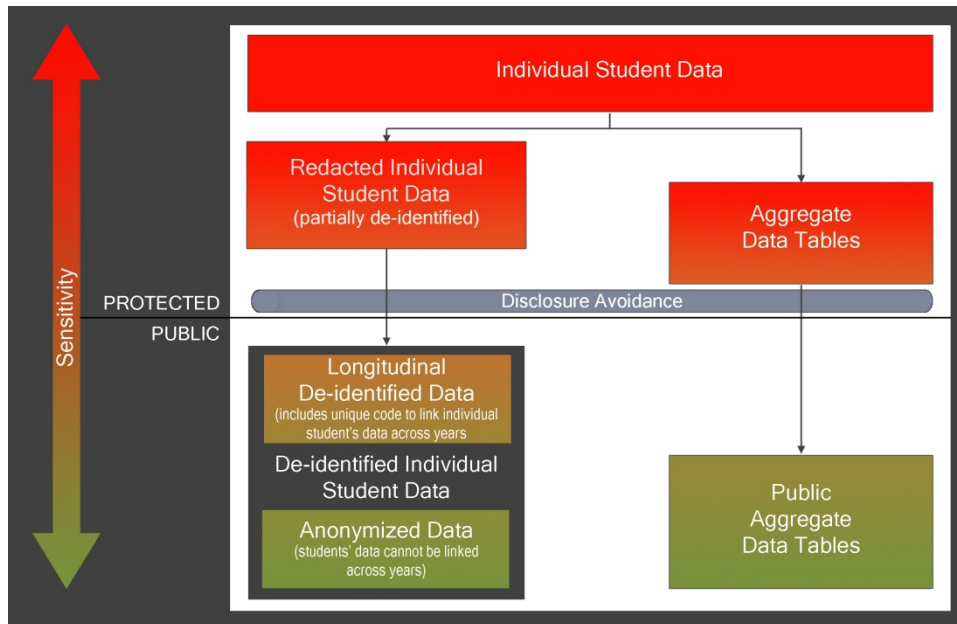 Individual Student Data
Redacted Individual
Student Data
(partially de-identified)
Aggregate
Data Tables
Sensitivity
PROTECTED
Disclosure Avoidance
PUBLIC
Longitudinal
De-identified Data
(includes unique code to link individual
student's data across years
De-identified Individual
Student Data
Anonymized Data
(students' data cannot be linked
across years)
Public
Aggregate
Data Tables